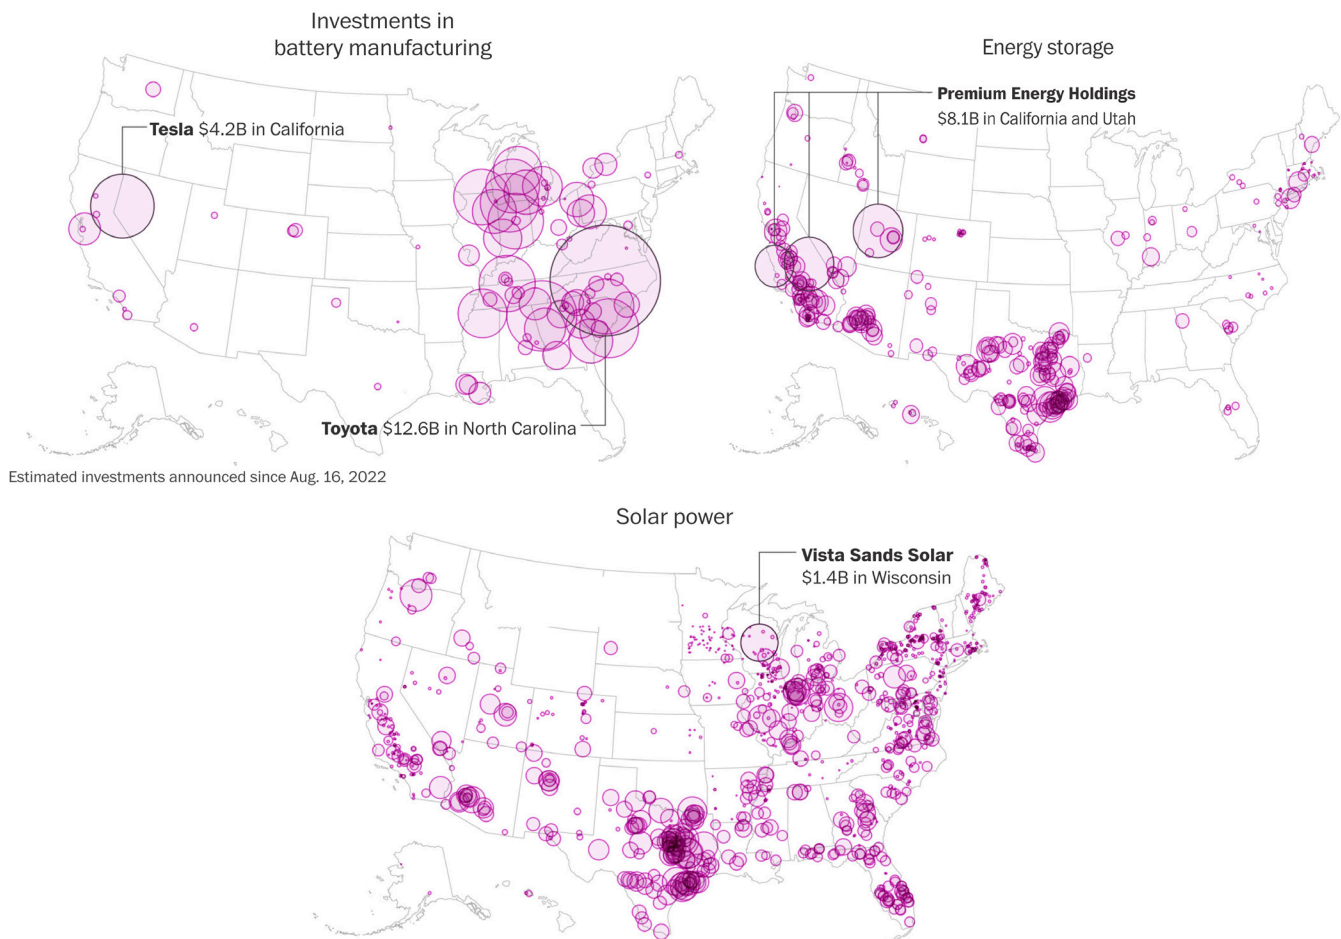 Investments in
battery manufacturing
Tesla $4.2B in California
Toyota $12.6B in North Carolina
Estimated investments announced since Aug. 16, 2022
Energy storage
Premium Energy Holdings
$8.1B in California and Utah
Solar power
Vista Sands Solar
$1.4B in Wisconsin